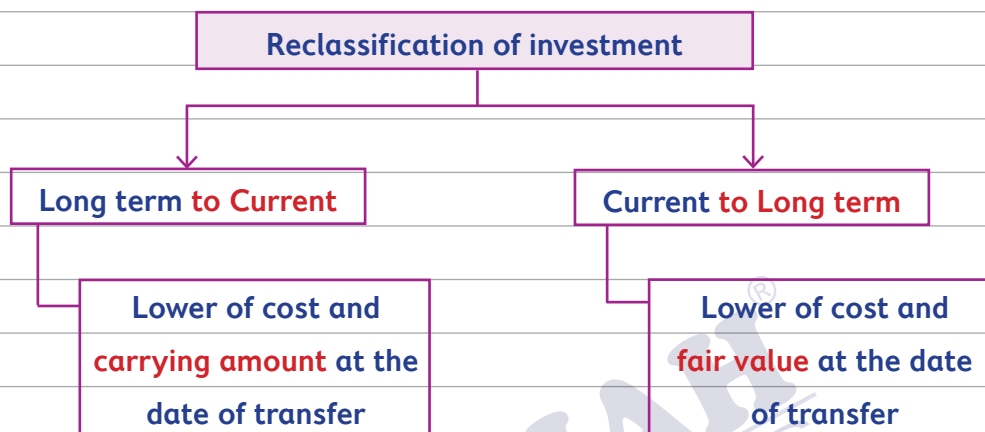 Reclassification of investment
Long term to Current
Current to Long term
Lower of cost and
carrying amount at the
date of transfer
Lower of cost and
fair value at the date
of transfer
®